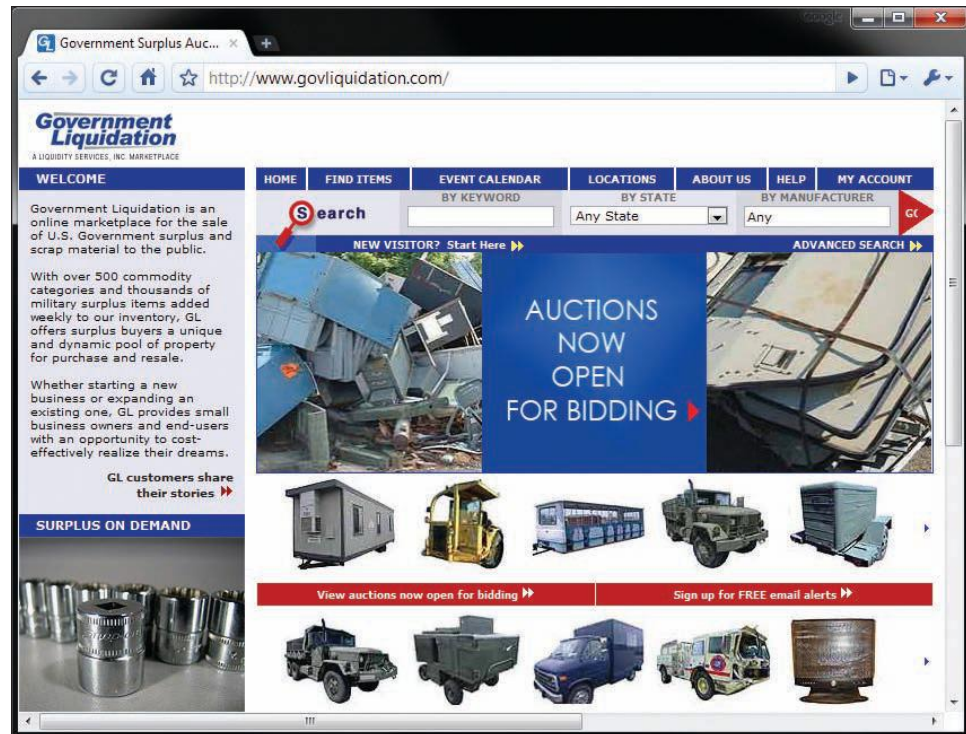 Google
Government Surplus Auc...
http://www.govliquidation.com/
Government
Liquidation
A LIQUIDITY SERVICES, INC. MARKETPLACE
WELCOME
Government Liquidation is an
online marketplace for the sale
of U.S. Government surplus and
scrap material to the public.
With over 500 commodity
categories and thousands of
military surplus items added
weekly to our inventory, GL
offers surplus buyers a unique
and dynamic pool of property
for purchase and resale.
Whether starting a new
business or expanding an
existing one, GL provides small
business owners and end-users
with an opportunity to cost-
effectively realize their dreams.
GL customers share
their stories
SURPLUS ON DEMAND
HOME FIND ITEMS EVENT CALENDAR LOCATIONS ABOUT US HELP MY ACCOUNT
BY KEYWORD BY STATE BY MANUFACTURER
Search Any State Any GO
NEW VISITOR? Start Here ADVANCED SEARCH
AUCTIONS
NOW
OPEN
FOR BIDDING
View auctions now open for bidding Sign up for FREE email alerts